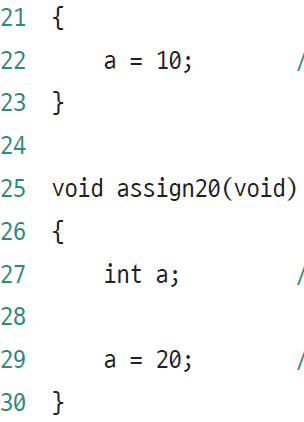 21 {
22     a = 10;          /
23 }
24
25 void assign20(void)
26 {
27     int a;           /
28
29     a = 20;          /
30 }